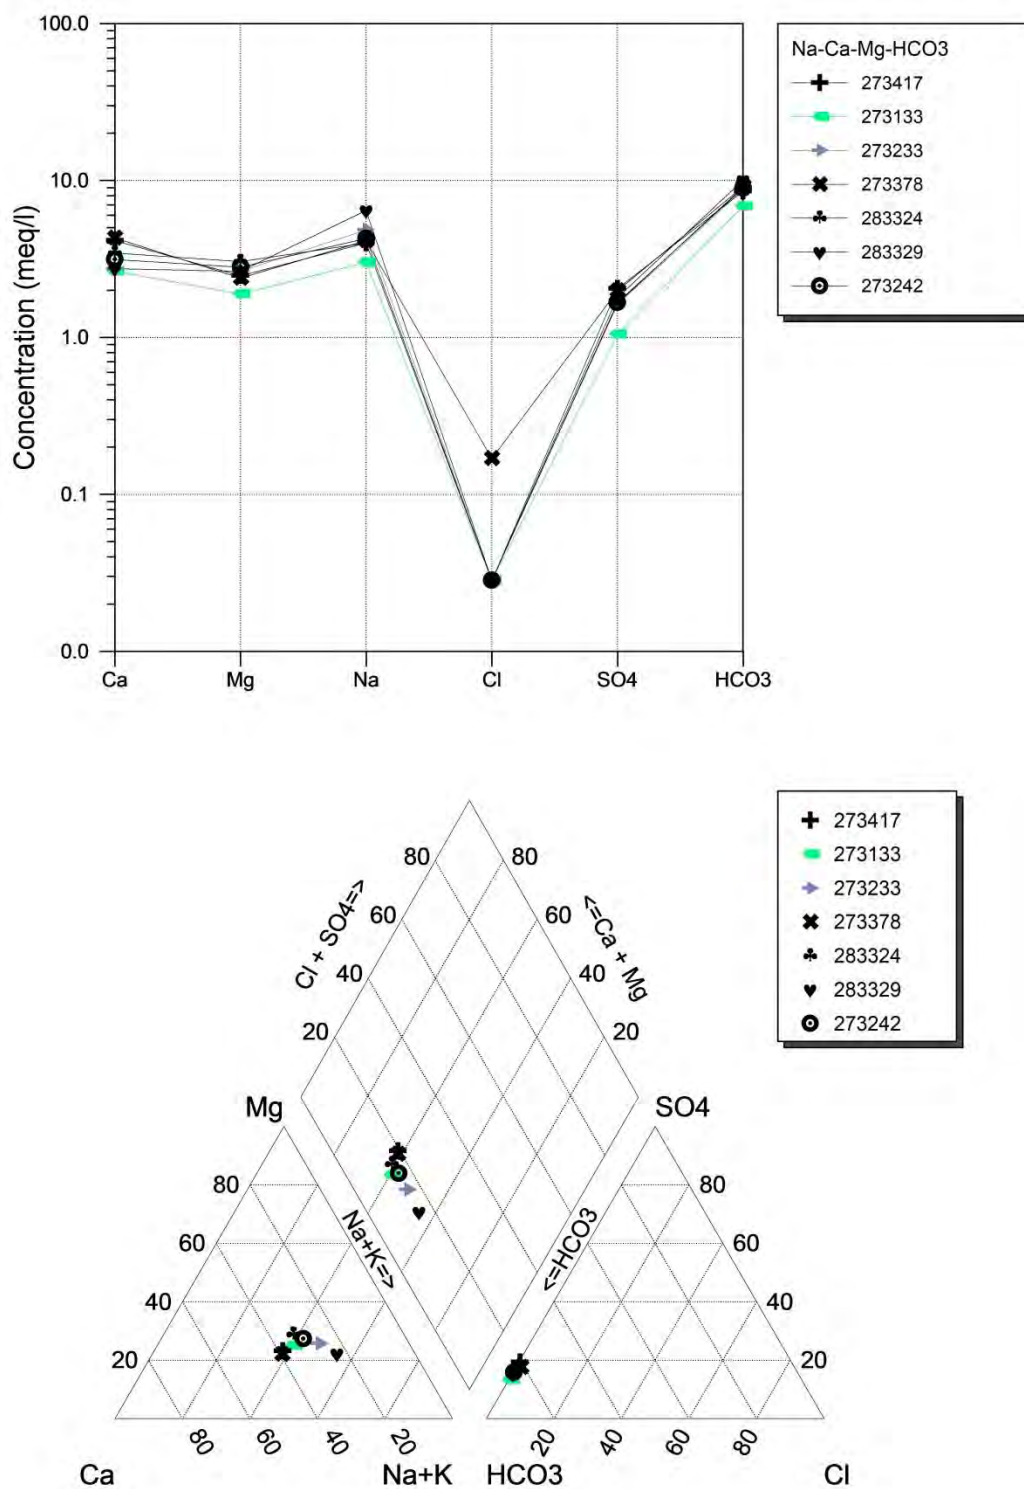 100.0
10.0
1.0
0.1
0.0
Concentration (meq/l)
Ca Mg Na Cl SO4 HCO3
Na-Ca-Mg-HCO3
273417
273133
273233
273378
283324
283329
273242
273417
273133
273233
273378
283324
283329
273242
80 80
60 60
40 40
20 20
Cl + SO4=>
<=Ca + Mg
Mg SO4
80 80
60 60
40 40
20 20
Na+K=>
<=HCO3
80 60 40 20 20 40 60 80
Ca Na+K HCO3 Cl